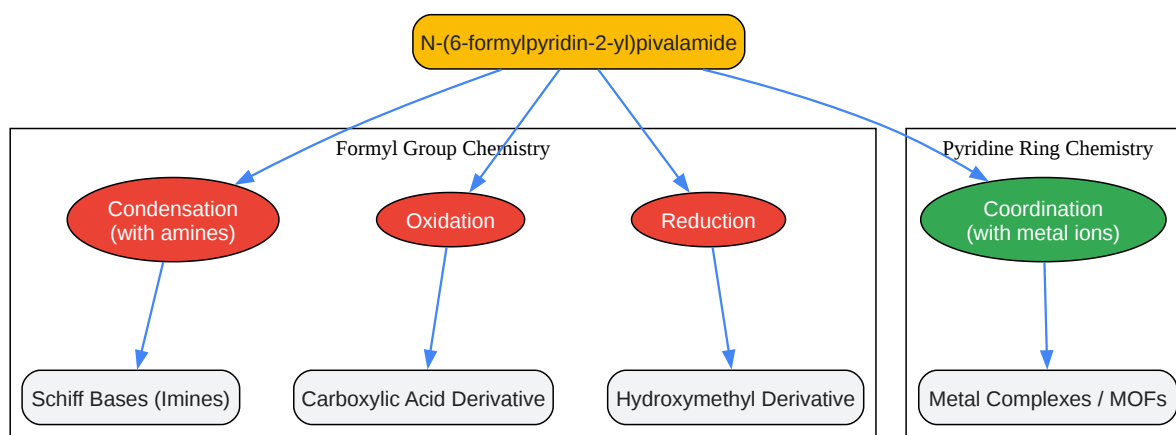 N-(6-formylpyridin-2-yl)pivalamide
Formyl Group Chemistry
Pyridine Ring Chemistry
Condensation
(with amines)
Oxidation
Reduction
Coordination
(with metal ions)
Schiff Bases (Imines)
Carboxylic Acid Derivative
Hydroxymethyl Derivative
Metal Complexes / MOFs